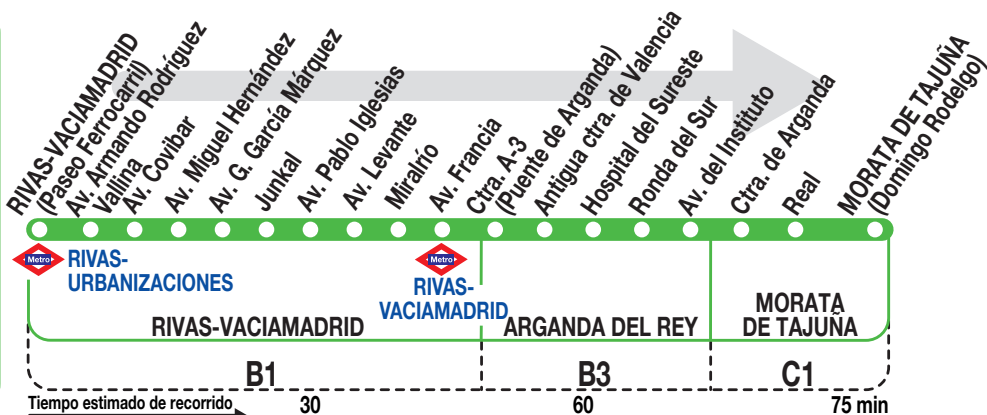 RIVAS-VACIAMADRID
(Paseo Ferrocarril)
Av. Armando Rodríguez
Vallina
Av. Covibar
Av. Miguel Hernández
Av. G. García Márquez
Junkal
Av. Pablo Iglesias
Av. Levante
Miralrío
Av. Francia
Ctra. A-3
(Puente de Arganda)
Antigua ctra. de Valencia
Hospital del Sureste
Ronda del Sur
Av. del Instituto
Ctra. de Arganda
Real
MORATA DE TAJUÑA
(Domingo Rodelgo)
Metro
RIVAS-
URBANIZACIONES
Metro
RIVAS-
VACIAMADRID
RIVAS-VACIAMADRID
ARGANDA DEL REY
MORATA
DE TAJUÑA
B1
B3
C1
Tiempo estimado de recorrido
30
60
75 min